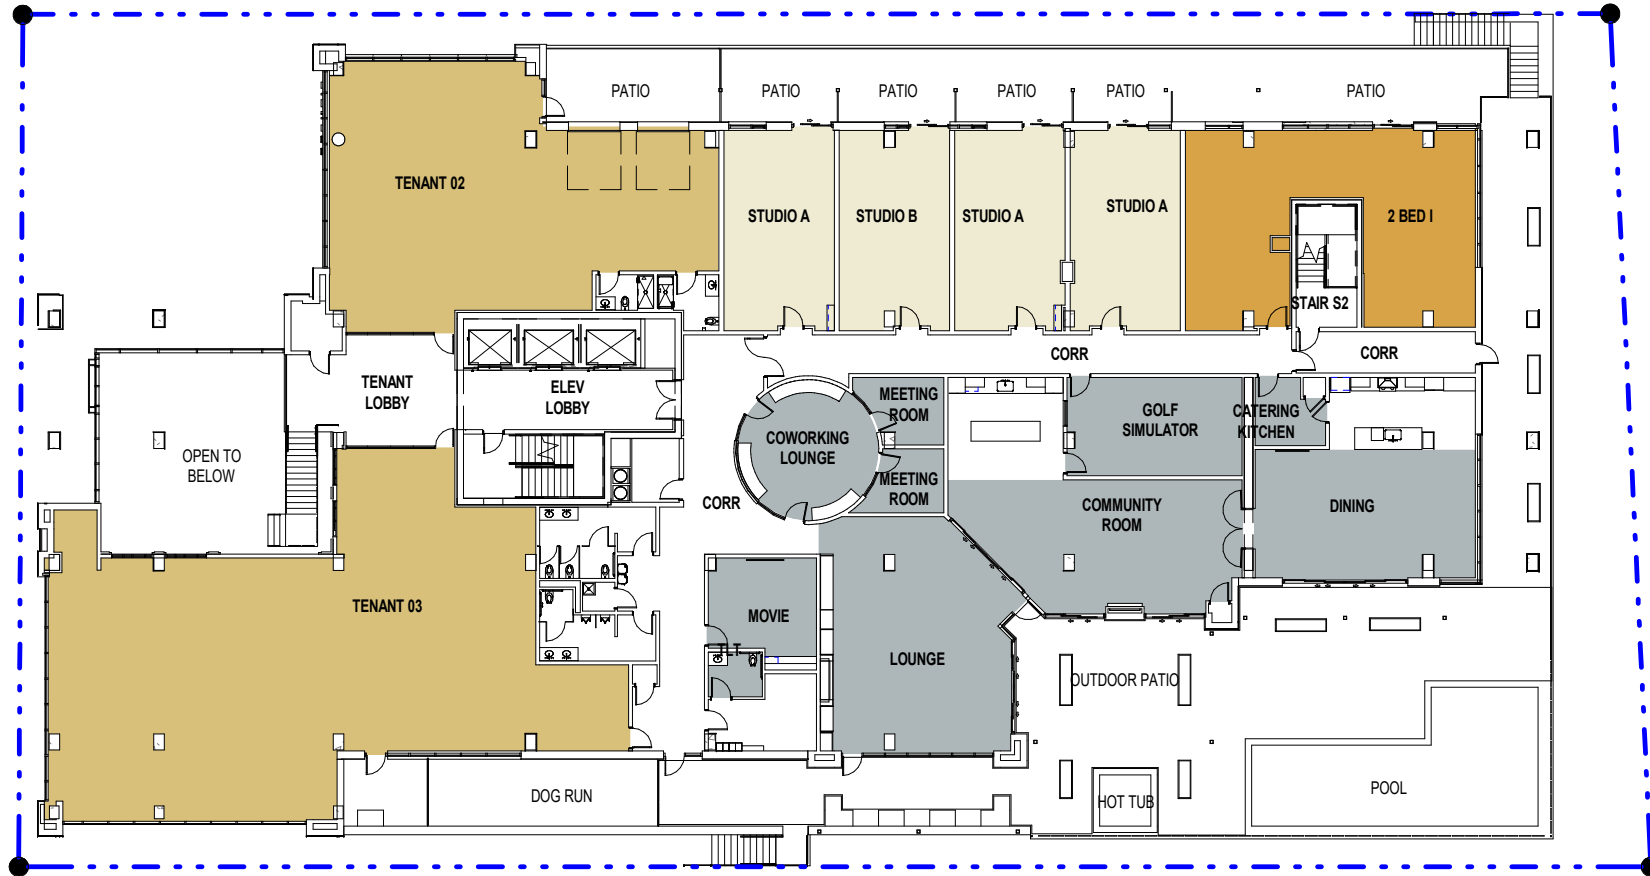 PATIO
PATIO
PATIO
PATIO
PATIO
PATIO
TENANT 02
STUDIO A
STUDIO B
STUDIO A
STUDIO A
2 BED I
STAIR S2
CORR
CORR
TENANT
LOBBY
ELEV
LOBBY
MEETING
ROOM
GOLF
SIMULATOR
CATERING
KITCHEN
COWORKING
LOUNGE
OPEN TO
BELOW
MEETING
ROOM
CORR
COMMUNITY
ROOM
DINING
TENANT 03
MOVIE
LOUNGE
OUTDOOR PATIO
DOG RUN
HOT TUB
POOL